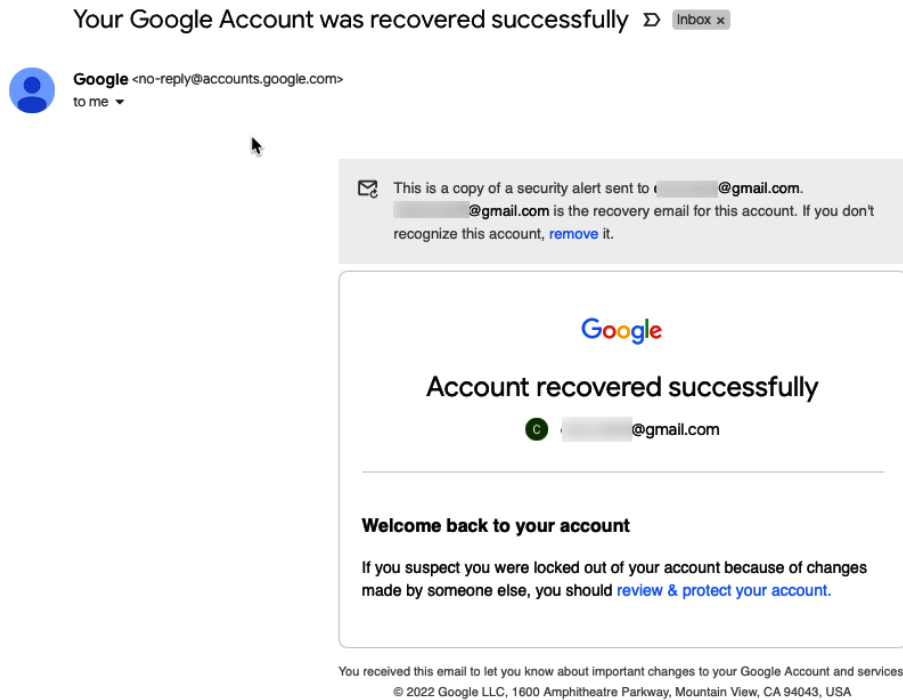 Your Google Account was recovered successfully Inbox ×
Google <no-reply@accounts.google.com>
to me
This is a copy of a security alert sent to @gmail.com.
@gmail.com is the recovery email for this account. If you don't
recognize this account, remove it.
Google
Account recovered successfully
C @gmail.com
Welcome back to your account
If you suspect you were locked out of your account because of changes
made by someone else, you should review & protect your account.
You received this email to let you know about important changes to your Google Account and services
© 2022 Google LLC, 1600 Amphitheatre Parkway, Mountain View, CA 94043, USA